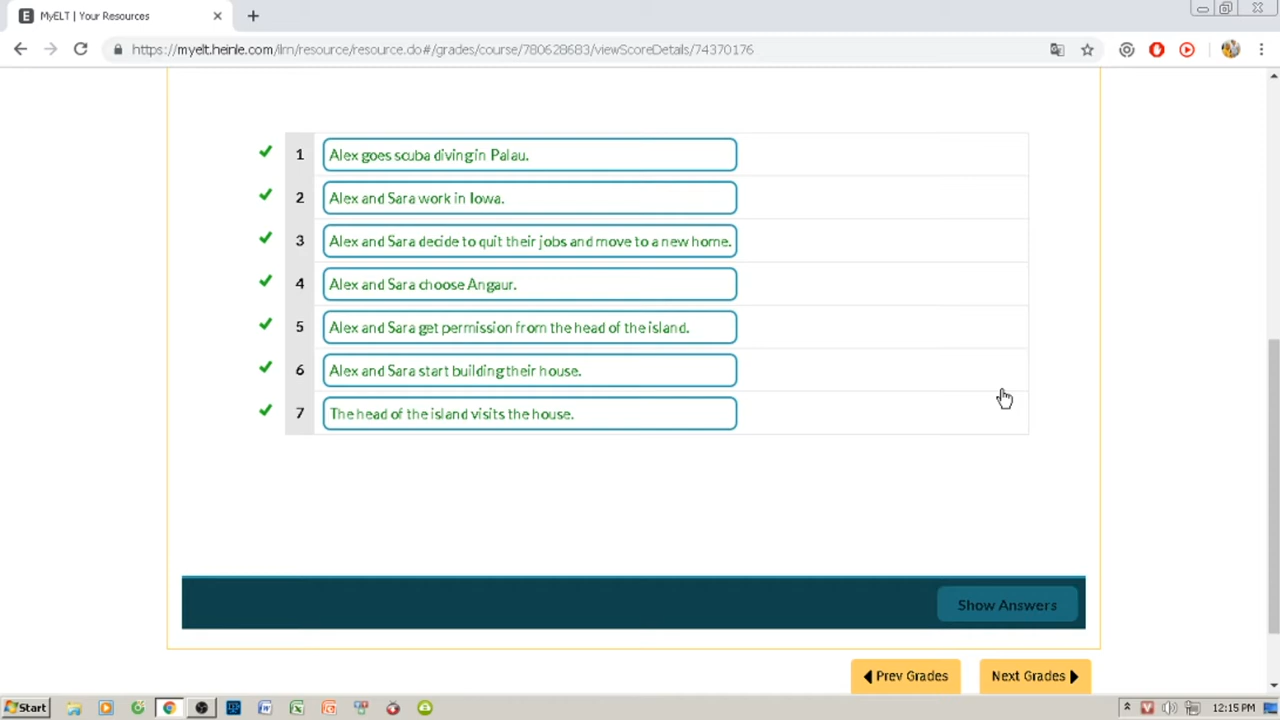 MyELT | Your Resources
https://myelt.heinle.com/ilrn/resource/resource.do#/grades/course/780628683/viewScoreDetails/74370176
1 Alex goes scuba diving in Palau.
2 Alex and Sara work in Iowa.
3 Alex and Sara decide to quit their jobs and move to a new home.
4 Alex and Sara choose Angaur.
5 Alex and Sara get permission from the head of the island.
6 Alex and Sara start building their house.
7 The head of the island visits the house.
Show Answers
Prev Grades Next Grades
Start 12:15 PM